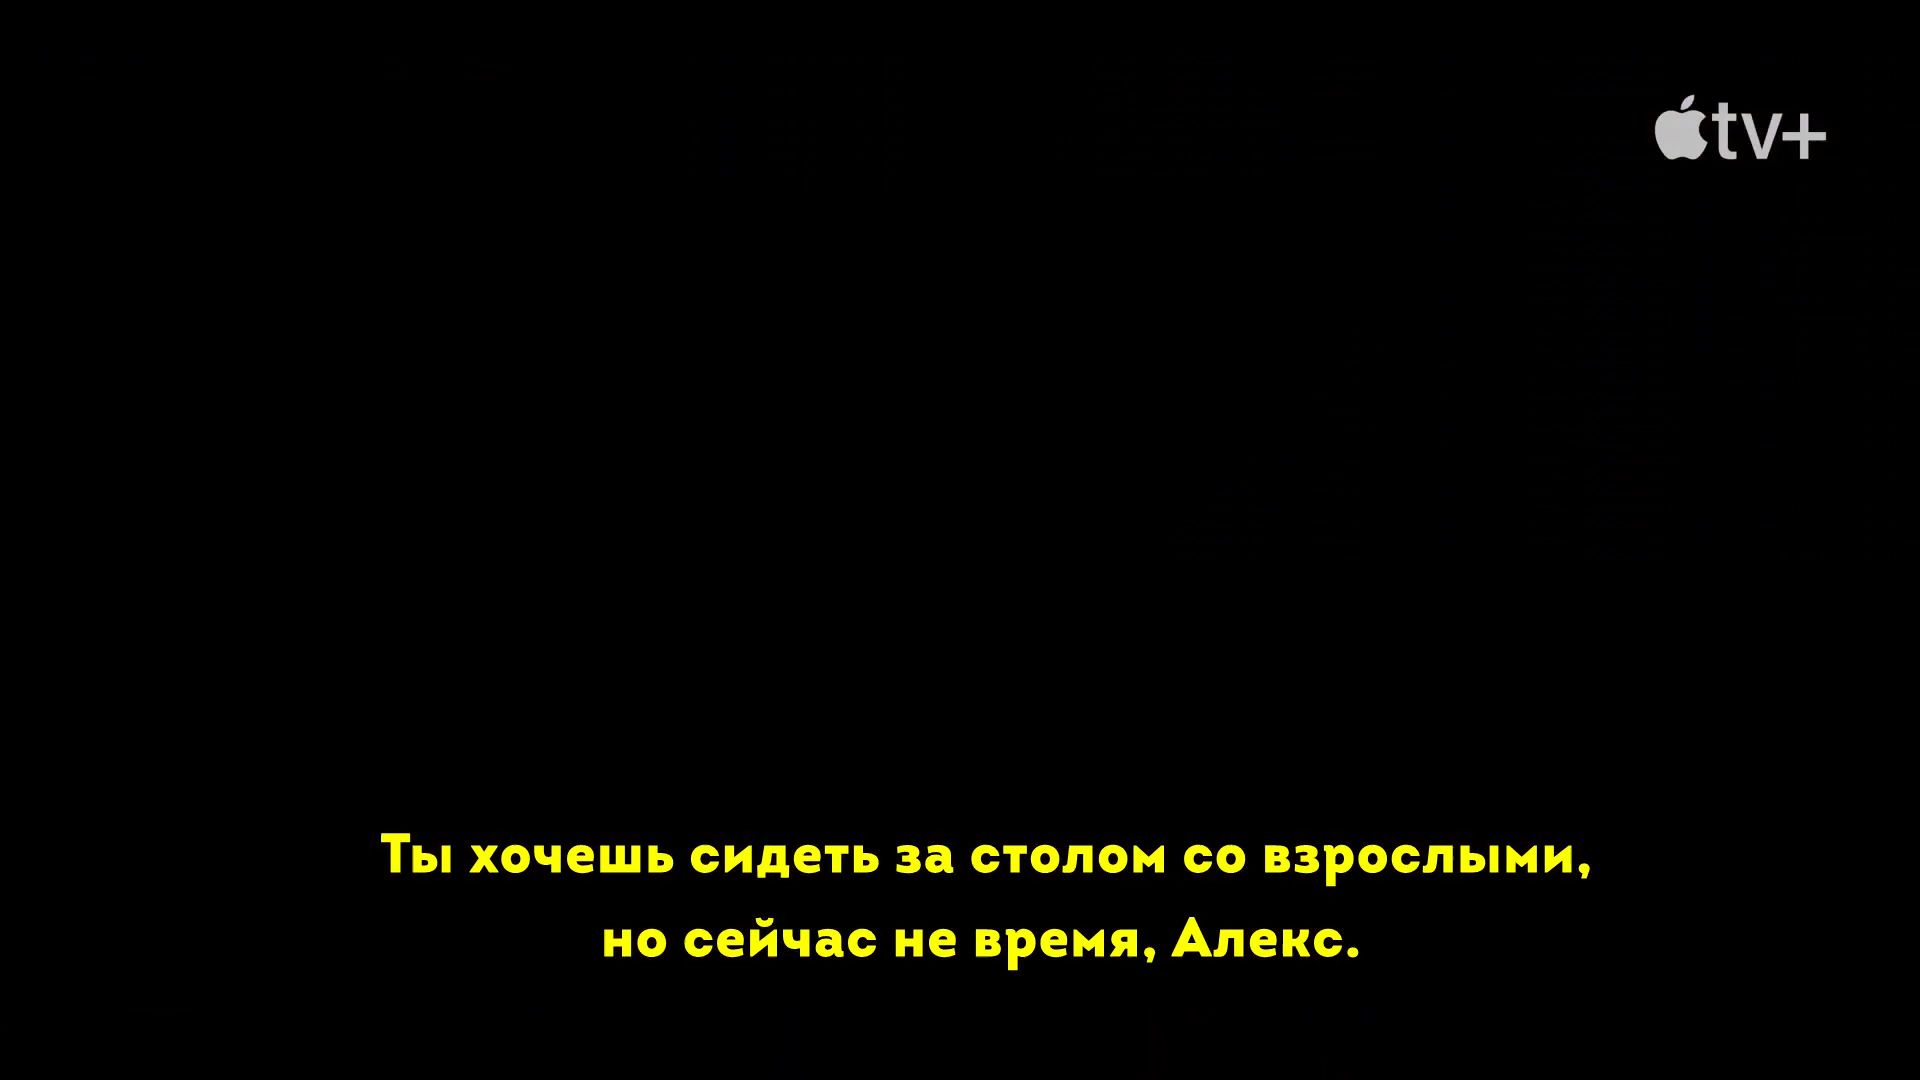 tv+
Ты хочешь сидеть за столом со взрослыми,
но сейчас не время, Алекс.